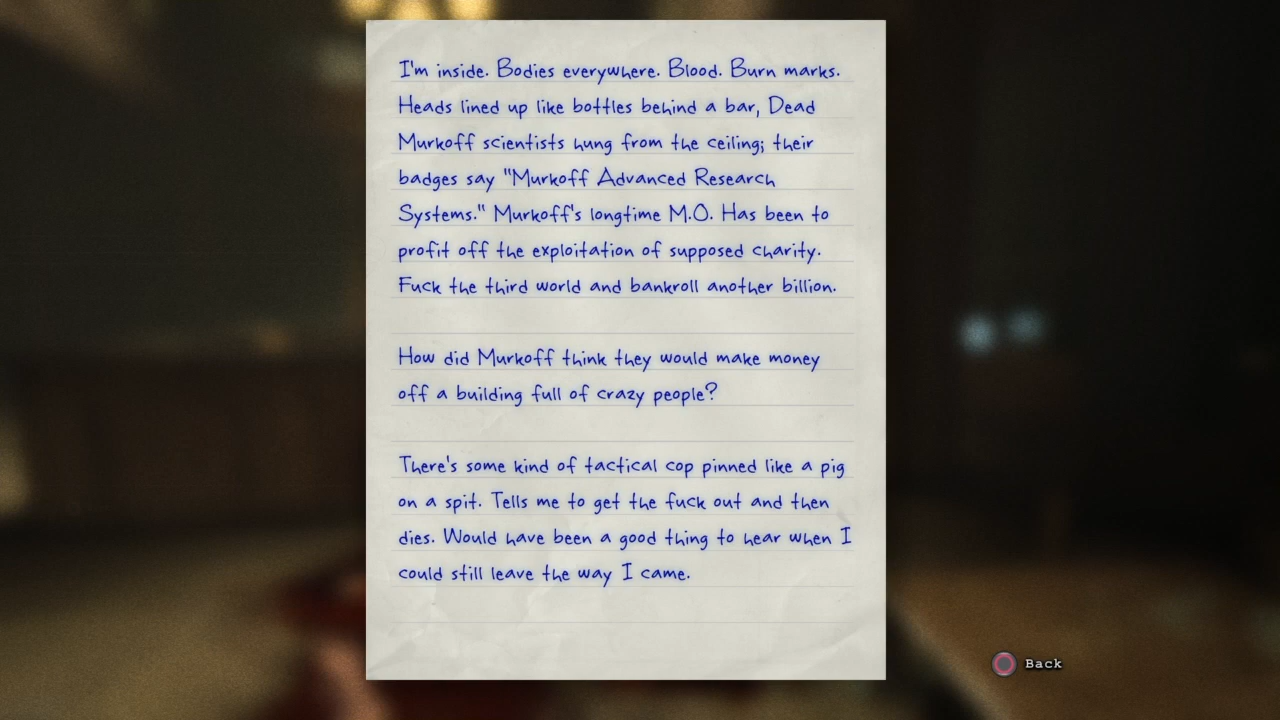 I'm inside. Bodies everywhere. Blood. Burn marks.
Heads lined up like bottles behind a bar, Dead
Murkoff scientists hung from the ceiling; their
badges say "Murkoff Advanced Research
Systems." Murkoff's longtime M.O. Has been to
profit off the exploitation of supposed charity.
Fuck the third world and bankroll another billion.
How did Murkoff think they would make money
off a building full of crazy people?
There's some kind of tactical cop pinned like a pig
on a spit. Tells me to get the fuck out and then
dies. Would have been a good thing to hear when I
could still leave the way I came.
Back